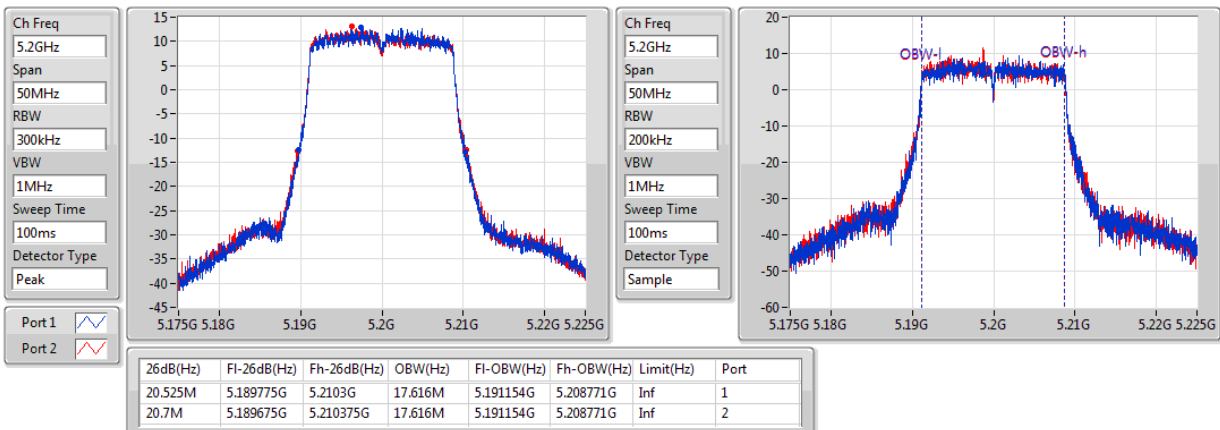 Ch Freq
5.2GHz
Span
50MHz
RBW
300kHz
VBW
1MHz
Sweep Time
100ms
Detector Type
Peak
Port 1
Port 2
15
10
5
0
-5
-10
-15
-20
-25
-30
-35
-40
-45
5.175G 5.18G 5.19G 5.2G 5.21G 5.22G 5.225G
Ch Freq
5.2GHz
Span
50MHz
RBW
200kHz
VBW
1MHz
Sweep Time
100ms
Detector Type
Sample
20
10
0
-10
-20
-30
-40
-50
-60
OBW-l OBW-h
5.175G 5.18G 5.19G 5.2G 5.21G 5.22G 5.225G
26dB(Hz) Fl-26dB(Hz) Fh-26dB(Hz) OBW(Hz) Fl-OBW(Hz) Fh-OBW(Hz) Limit(Hz) Port
20.525M 5.189775G 5.2103G 17.616M 5.191154G 5.208771G Inf 1
20.7M 5.189675G 5.210375G 17.616M 5.191154G 5.208771G Inf 2